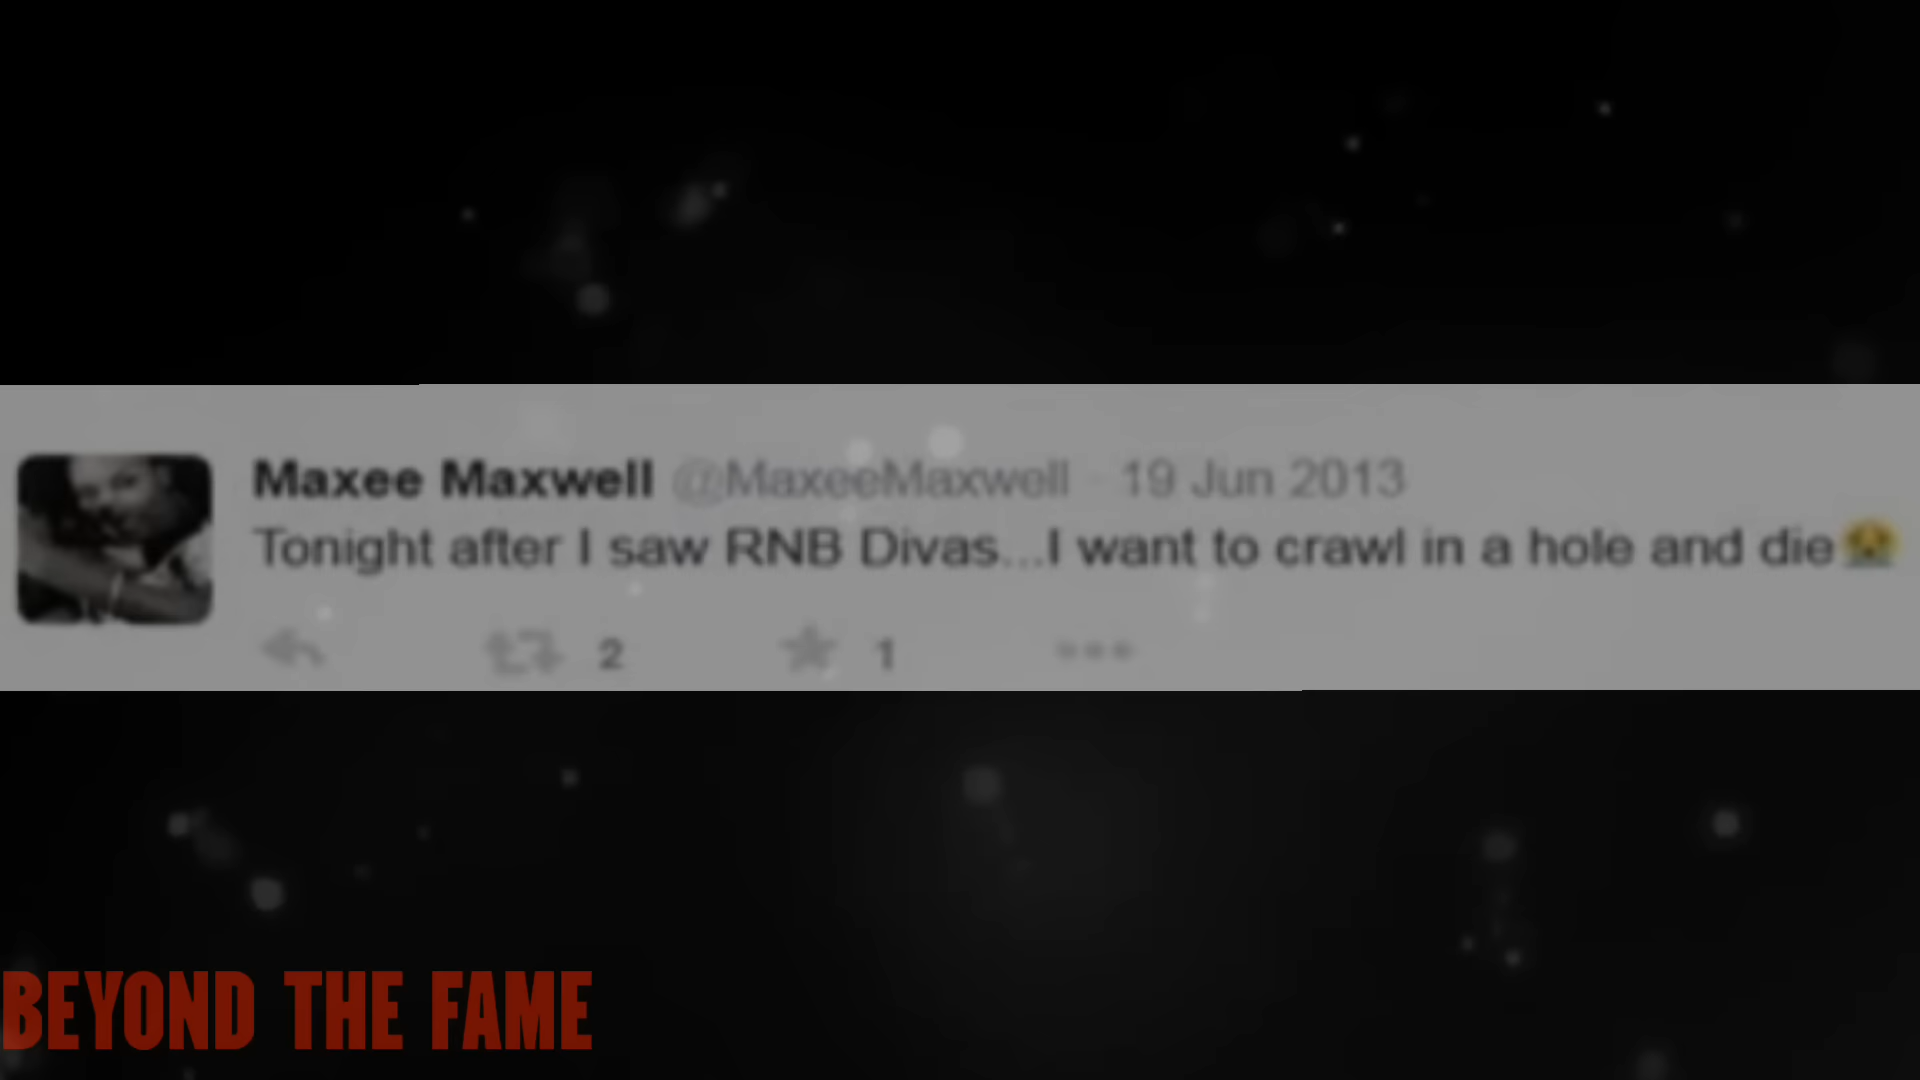 Maxee Maxwell @MaxeeMaxwell · 19 Jun 2013
Tonight after I saw RNB Divas...I want to crawl in a hole and die😭
2 1
BEYOND THE FAME